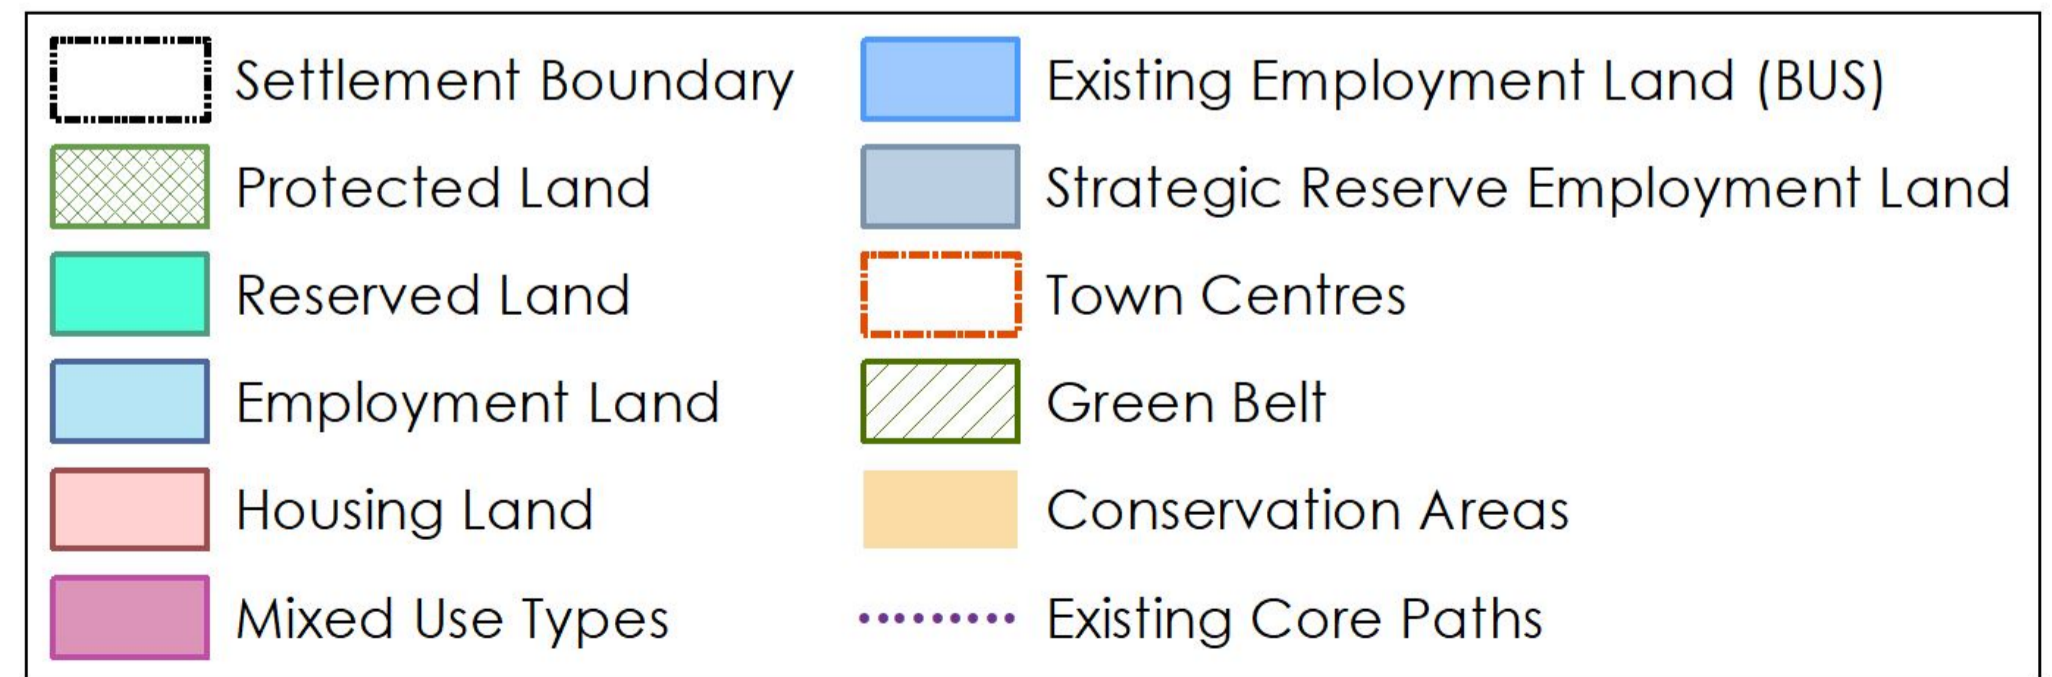 Settlement Boundary
Protected Land
Reserved Land
Employment Land
Housing Land
Mixed Use Types
Existing Employment Land (BUS)
Strategic Reserve Employment Land
Town Centres
Green Belt
Conservation Areas
Existing Core Paths